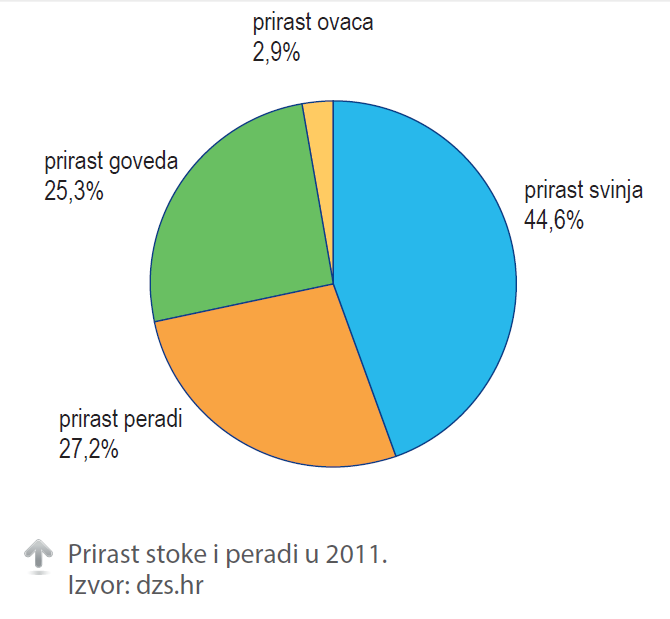 prirast ovaca
2,9%
prirast goveda
25,3%
prirast svinja
44,6%
prirast peradi
27,2%
Prirast stoke i peradi u 2011.
Izvor: dzs.hr